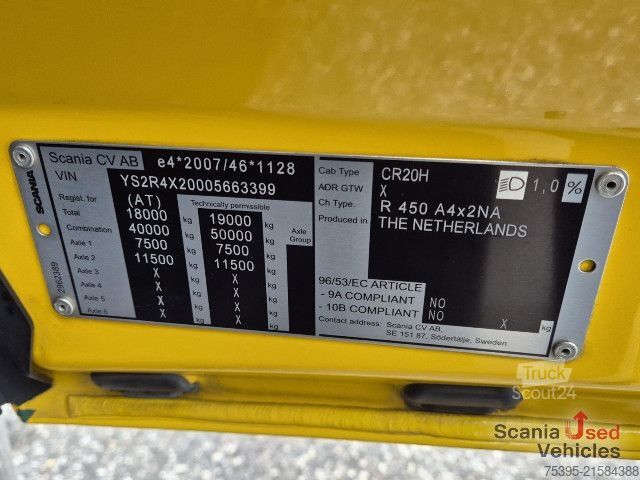 Scania CV AB e4*2007/46*1128
VIN YS2R4X20005663399
SCANIA
Regist. for (AT) Technically permissible
Total 18000 kg 19000 kg
Combination 40000 kg 50000 kg Axle Group
Axle 1 7500 kg 7500 kg
Axle 2 11500 kg 11500 kg
Axle 3 X kg X kg
Axle 4 X kg X kg
Axle 5 X kg X kg
Axle 6 X kg X kg
2962389
Cab Type CR20H 1,0 %
ADR GTW X
Ch Type. R 450 A4x2NA
Produced in THE NETHERLANDS
96/53/EC ARTICLE
- 9A COMPLIANT NO
- 10B COMPLIANT NO X kg
Contact address: Scania CV AB,
SE 151 87, Södertälje, Sweden
Truck
Scout24
Scania Used
Vehicles
75395-21584388